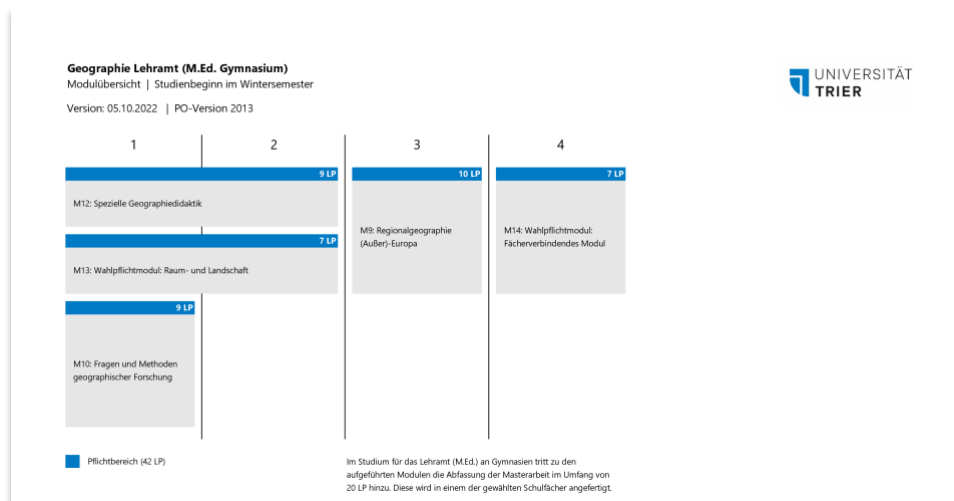 Geographie Lehramt (M.Ed. Gymnasium)
Modulübersicht | Studienbeginn im Wintersemester
Version: 05.10.2022 | PO-Version 2013
UNIVERSITÄT
TRIER
1 2 3 4
9 LP
M12: Spezielle Geographiedidaktik
7 LP
M13: Wahlpflichtmodul: Raum- und Landschaft
9 LP
M10: Fragen und Methoden
geographischer Forschung
10 LP
M9: Regionalgeographie
(Außer)-Europa
7 LP
M14: Wahlpflichtmodul:
Fächerverbindendes Modul
Pflichtbereich (42 LP)
Im Studium für das Lehramt (M.Ed.) an Gymnasien tritt zu den
aufgeführten Modulen die Abfassung der Masterarbeit im Umfang von
20 LP hinzu. Diese wird in einem der gewählten Schulfächer angefertigt.